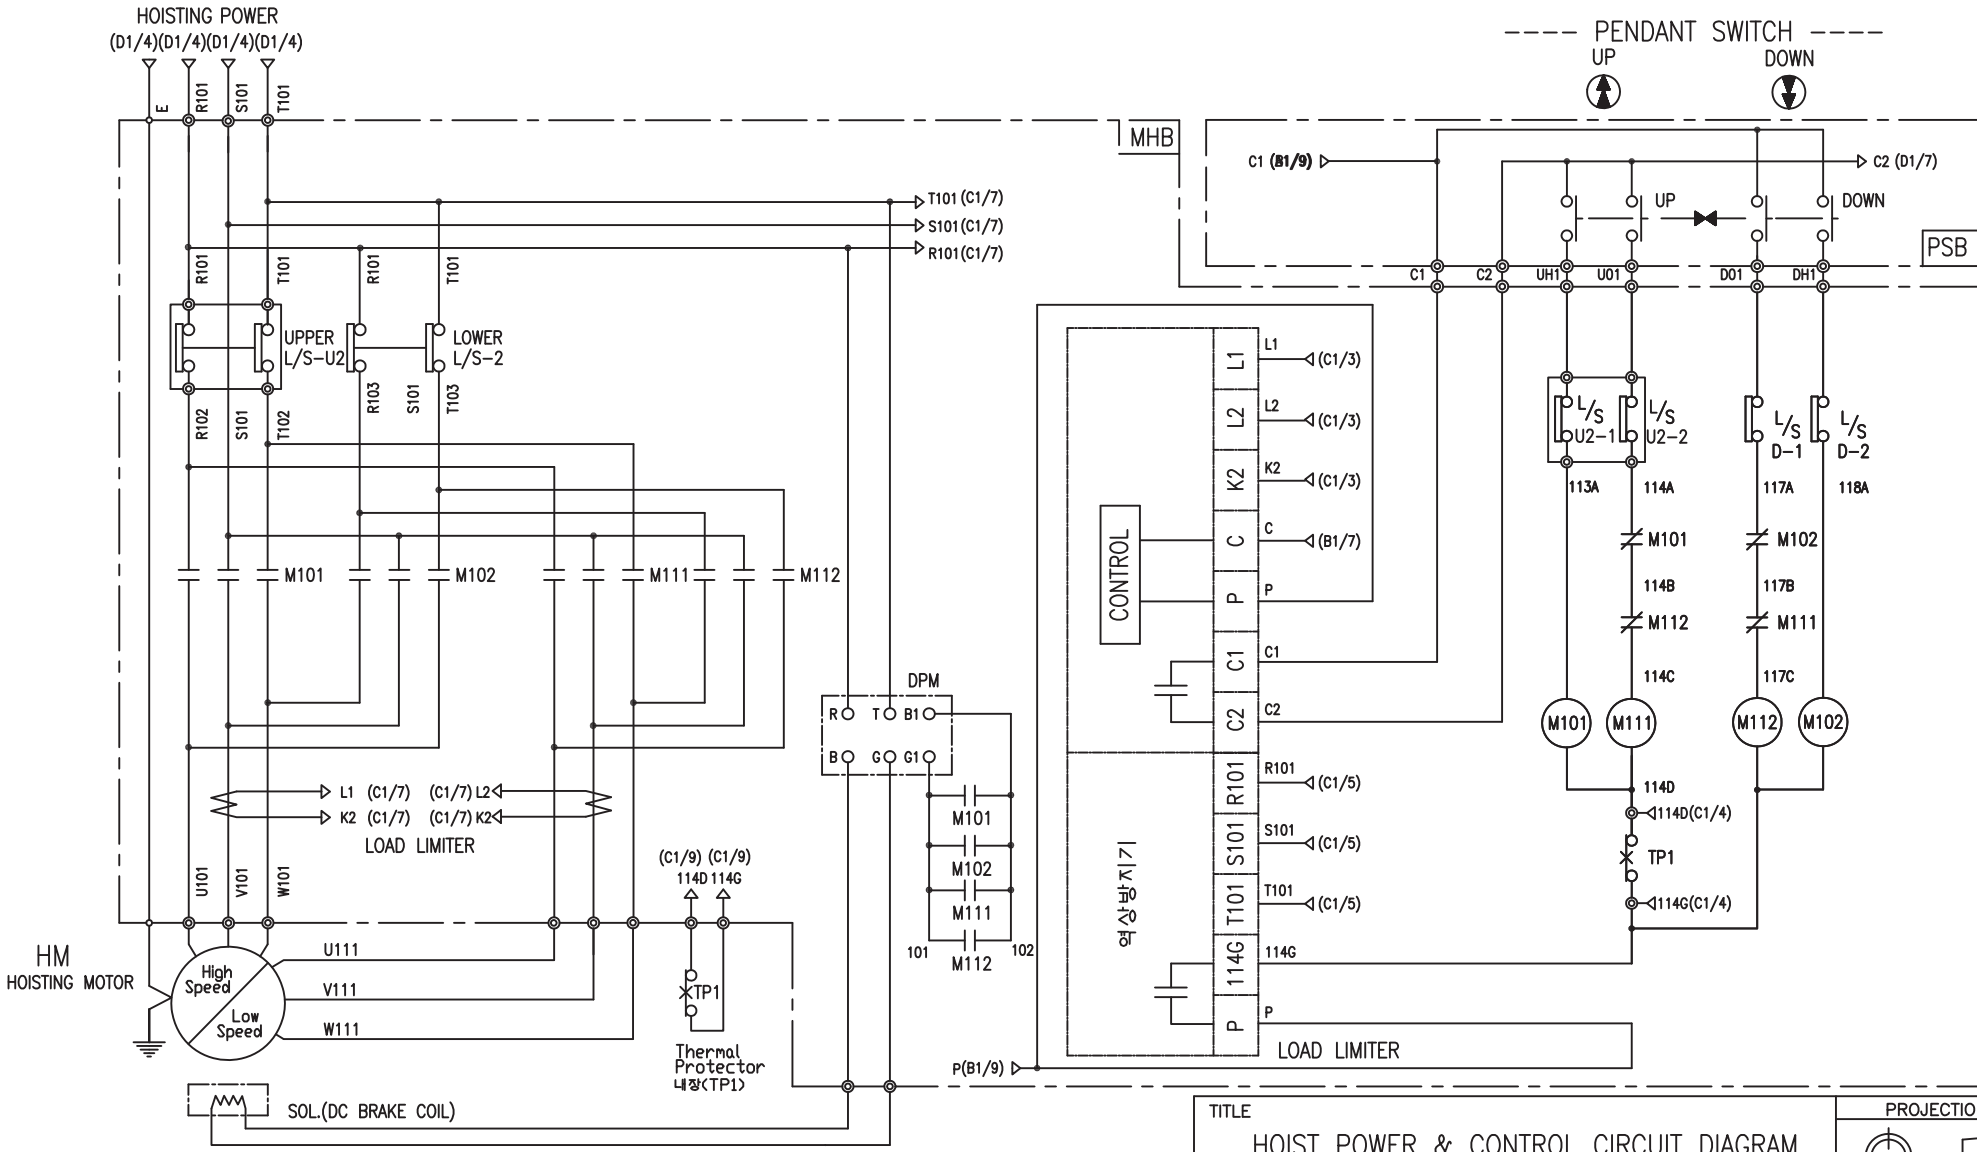 HOISTING POWER
(D1/4)(D1/4)(D1/4)(D1/4)
E
R101
S101
T101
MHB
T101 (C1/7)
S101 (C1/7)
R101 (C1/7)
R101
T101
R101
T101
UPPER
L/S-U2
LOWER
L/S-2
R102
S101
T102
R103
S101
T103
M101
M102
M111
M112
L1 (C1/7)
(C1/7) L2
K2 (C1/7)
(C1/7) K2
LOAD LIMITER
U101
V101
W101
(C1/9) (C1/9)
114D 114G
HM
HOISTING MOTOR
High
Speed
Low
Speed
U111
V111
W111
TP1
Thermal
Protector
내장(TP1)
SOL.(DC BRAKE COIL)
DPM
R
T
B1
B
G
G1
M101
M102
M111
M112
101
102
PENDANT SWITCH
UP
DOWN
C1 (B1/9)
C2 (D1/7)
UP
DOWN
PSB
C1
C2
UH1
U01
D01
DH1
CONTROL
L1
L1
(C1/3)
L2
L2
(C1/3)
K2
K2
(C1/3)
C
C
(B1/7)
P
P
C1
C1
C2
C2
R101
R101
(C1/5)
S101
S101
(C1/5)
T101
T101
(C1/5)
114G
114G
P
P
역상방지기
LOAD LIMITER
P(B1/9)
L/S
U2-1
L/S
U2-2
L/S
D-1
L/S
D-2
113A
114A
117A
118A
M101
M102
114B
117B
M112
M111
114C
117C
M101
M111
M112
M102
114D
114D(C1/4)
TP1
114G(C1/4)
TITLE
HOIST POWER & CONTROL CIRCUIT DIAGRAM
PROJECTIO